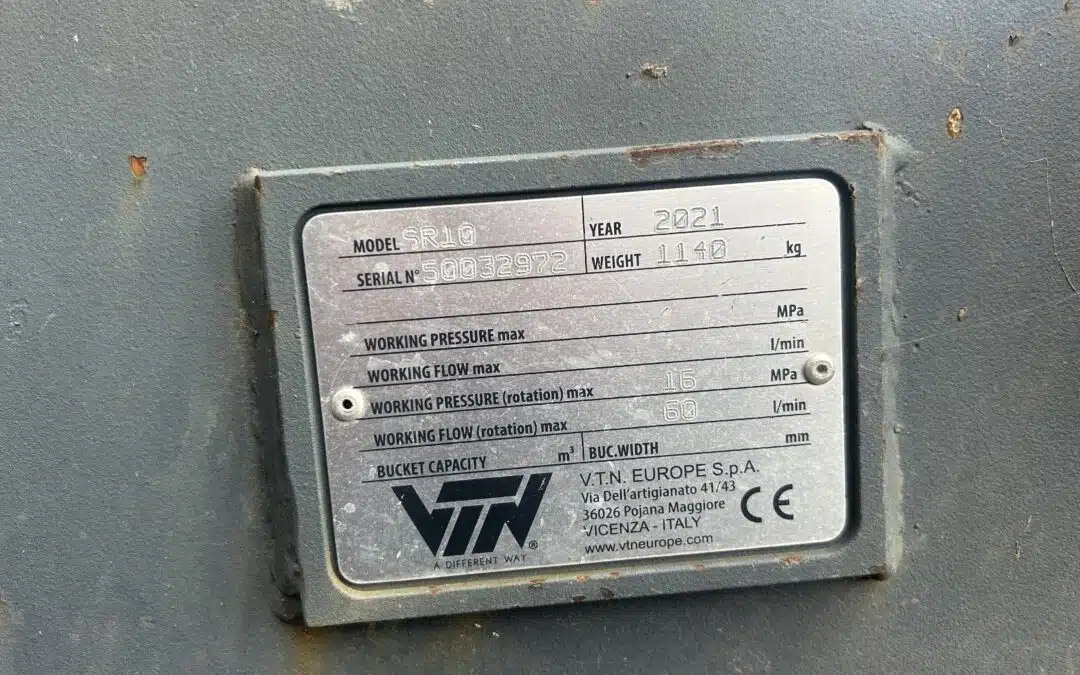 MODEL SR10 YEAR 2021
SERIAL N° 50032972 WEIGHT 1140 kg
WORKING PRESSURE max MPa
WORKING FLOW max l/min
WORKING PRESSURE (rotation) max 16 MPa
WORKING FLOW (rotation) max 60 l/min
BUCKET CAPACITY m³ BUC.WIDTH mm
VTN ®
A DIFFERENT WAY
V.T.N. EUROPE S.p.A.
Via Dell'artigianato 41/43
36026 Pojana Maggiore
VICENZA - ITALY
www.vtneurope.com
CE